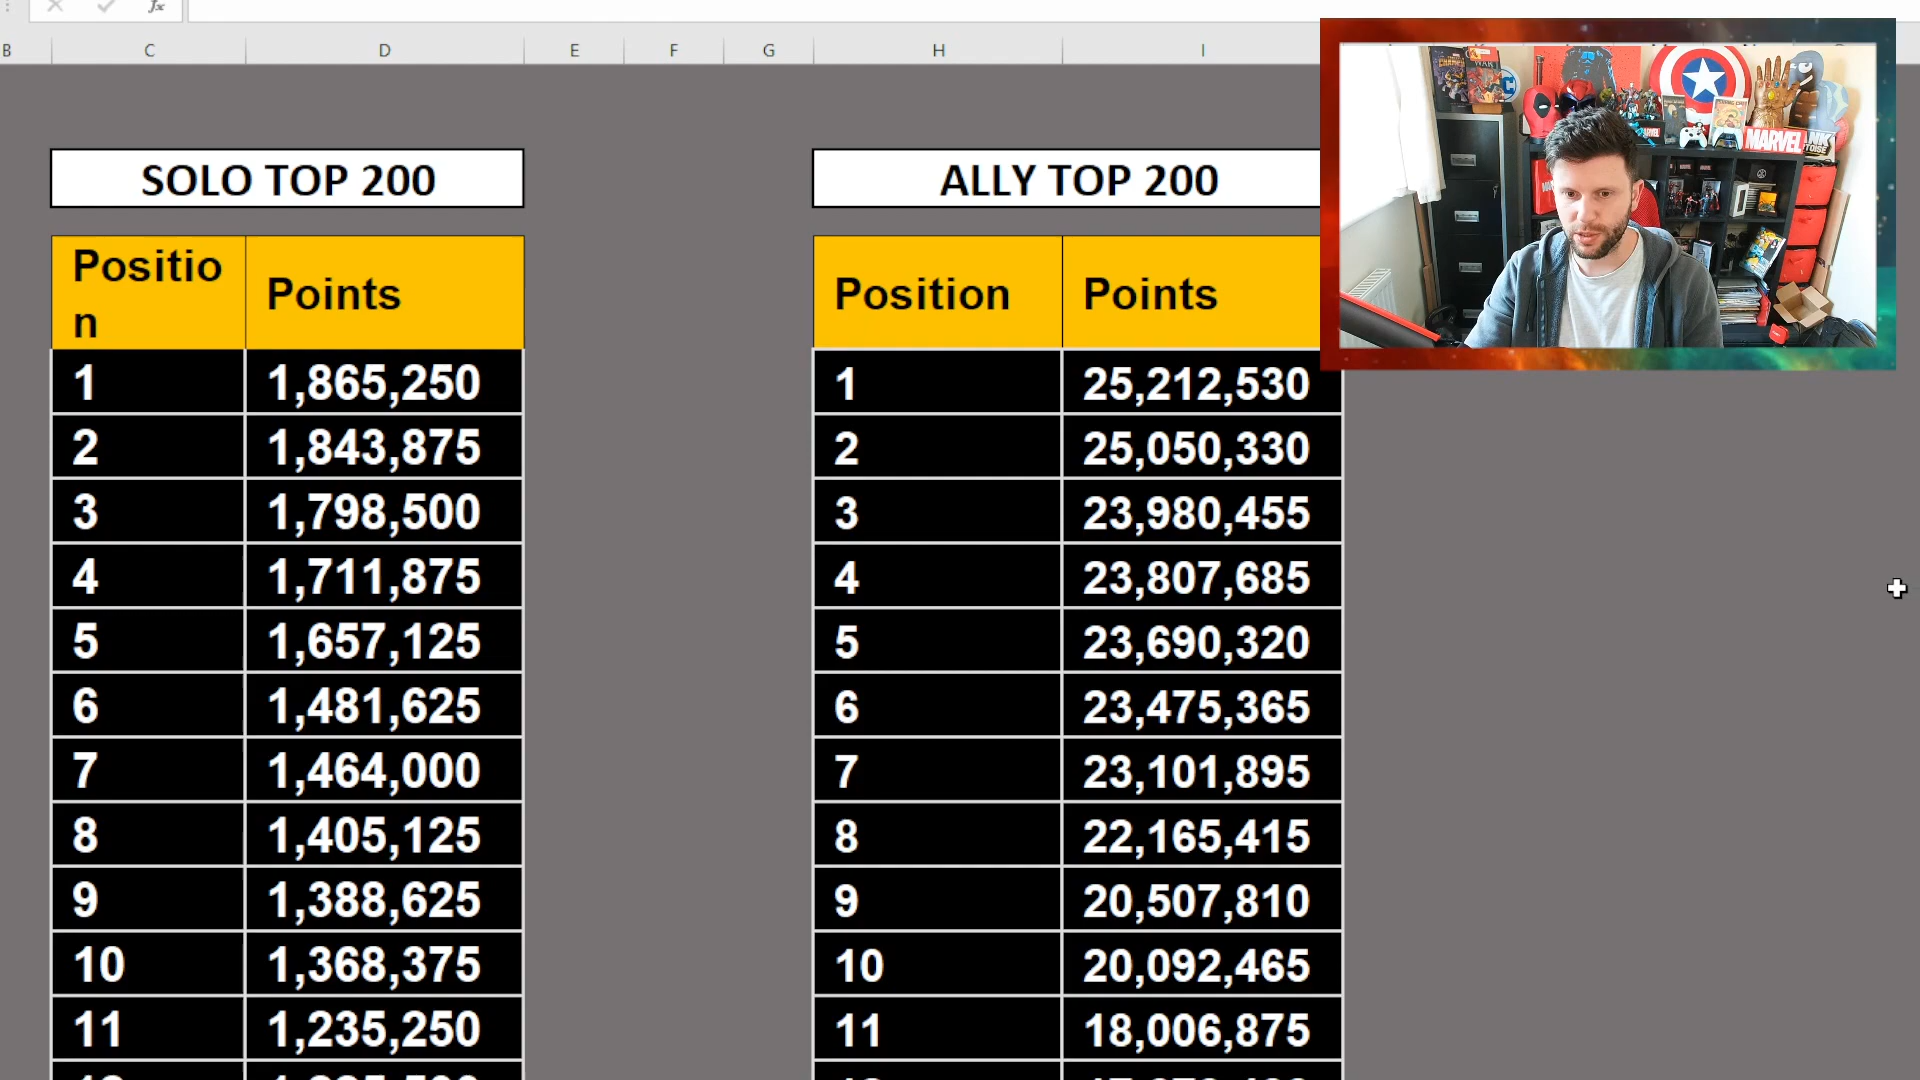 fx
B C D E F G H I
SOLO TOP 200
ALLY TOP 200
Positio
n
Points
Position
Points
1 1,865,250
2 1,843,875
3 1,798,500
4 1,711,875
5 1,657,125
6 1,481,625
7 1,464,000
8 1,405,125
9 1,388,625
10 1,368,375
11 1,235,250
1 25,212,530
2 25,050,330
3 23,980,455
4 23,807,685
5 23,690,320
6 23,475,365
7 23,101,895
8 22,165,415
9 20,507,810
10 20,092,465
11 18,006,875
WAR
MARVEL